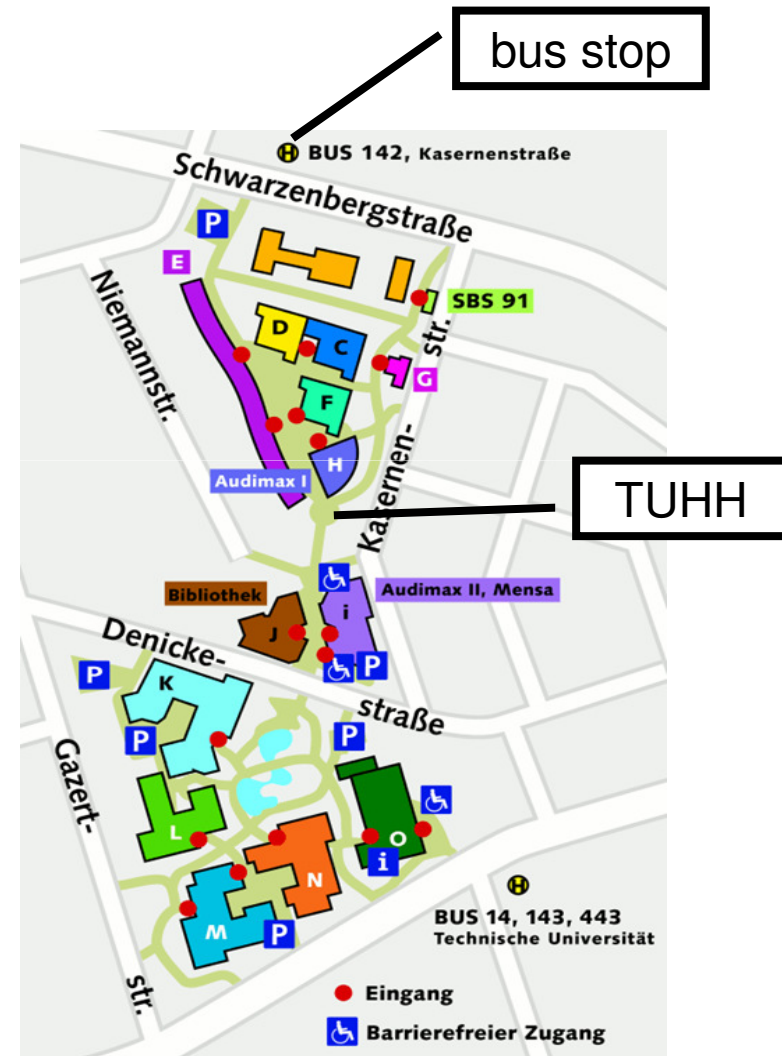 bus stop
H BUS 142, Kasernenstraße
Schwarzenbergstraße
P
E
Niemannstr.
SBS 91
D
C
G
F
H
Audimax I
Kasernen-
str.
TUHH
Bibliothek
Audimax II, Mensa
i
J
P
Denicke-
straße
P
K
P
P
Gazert-
str.
L
O
i
N
M
P
H
BUS 14, 143, 443
Technische Universität
Eingang
Barrierefreier Zugang